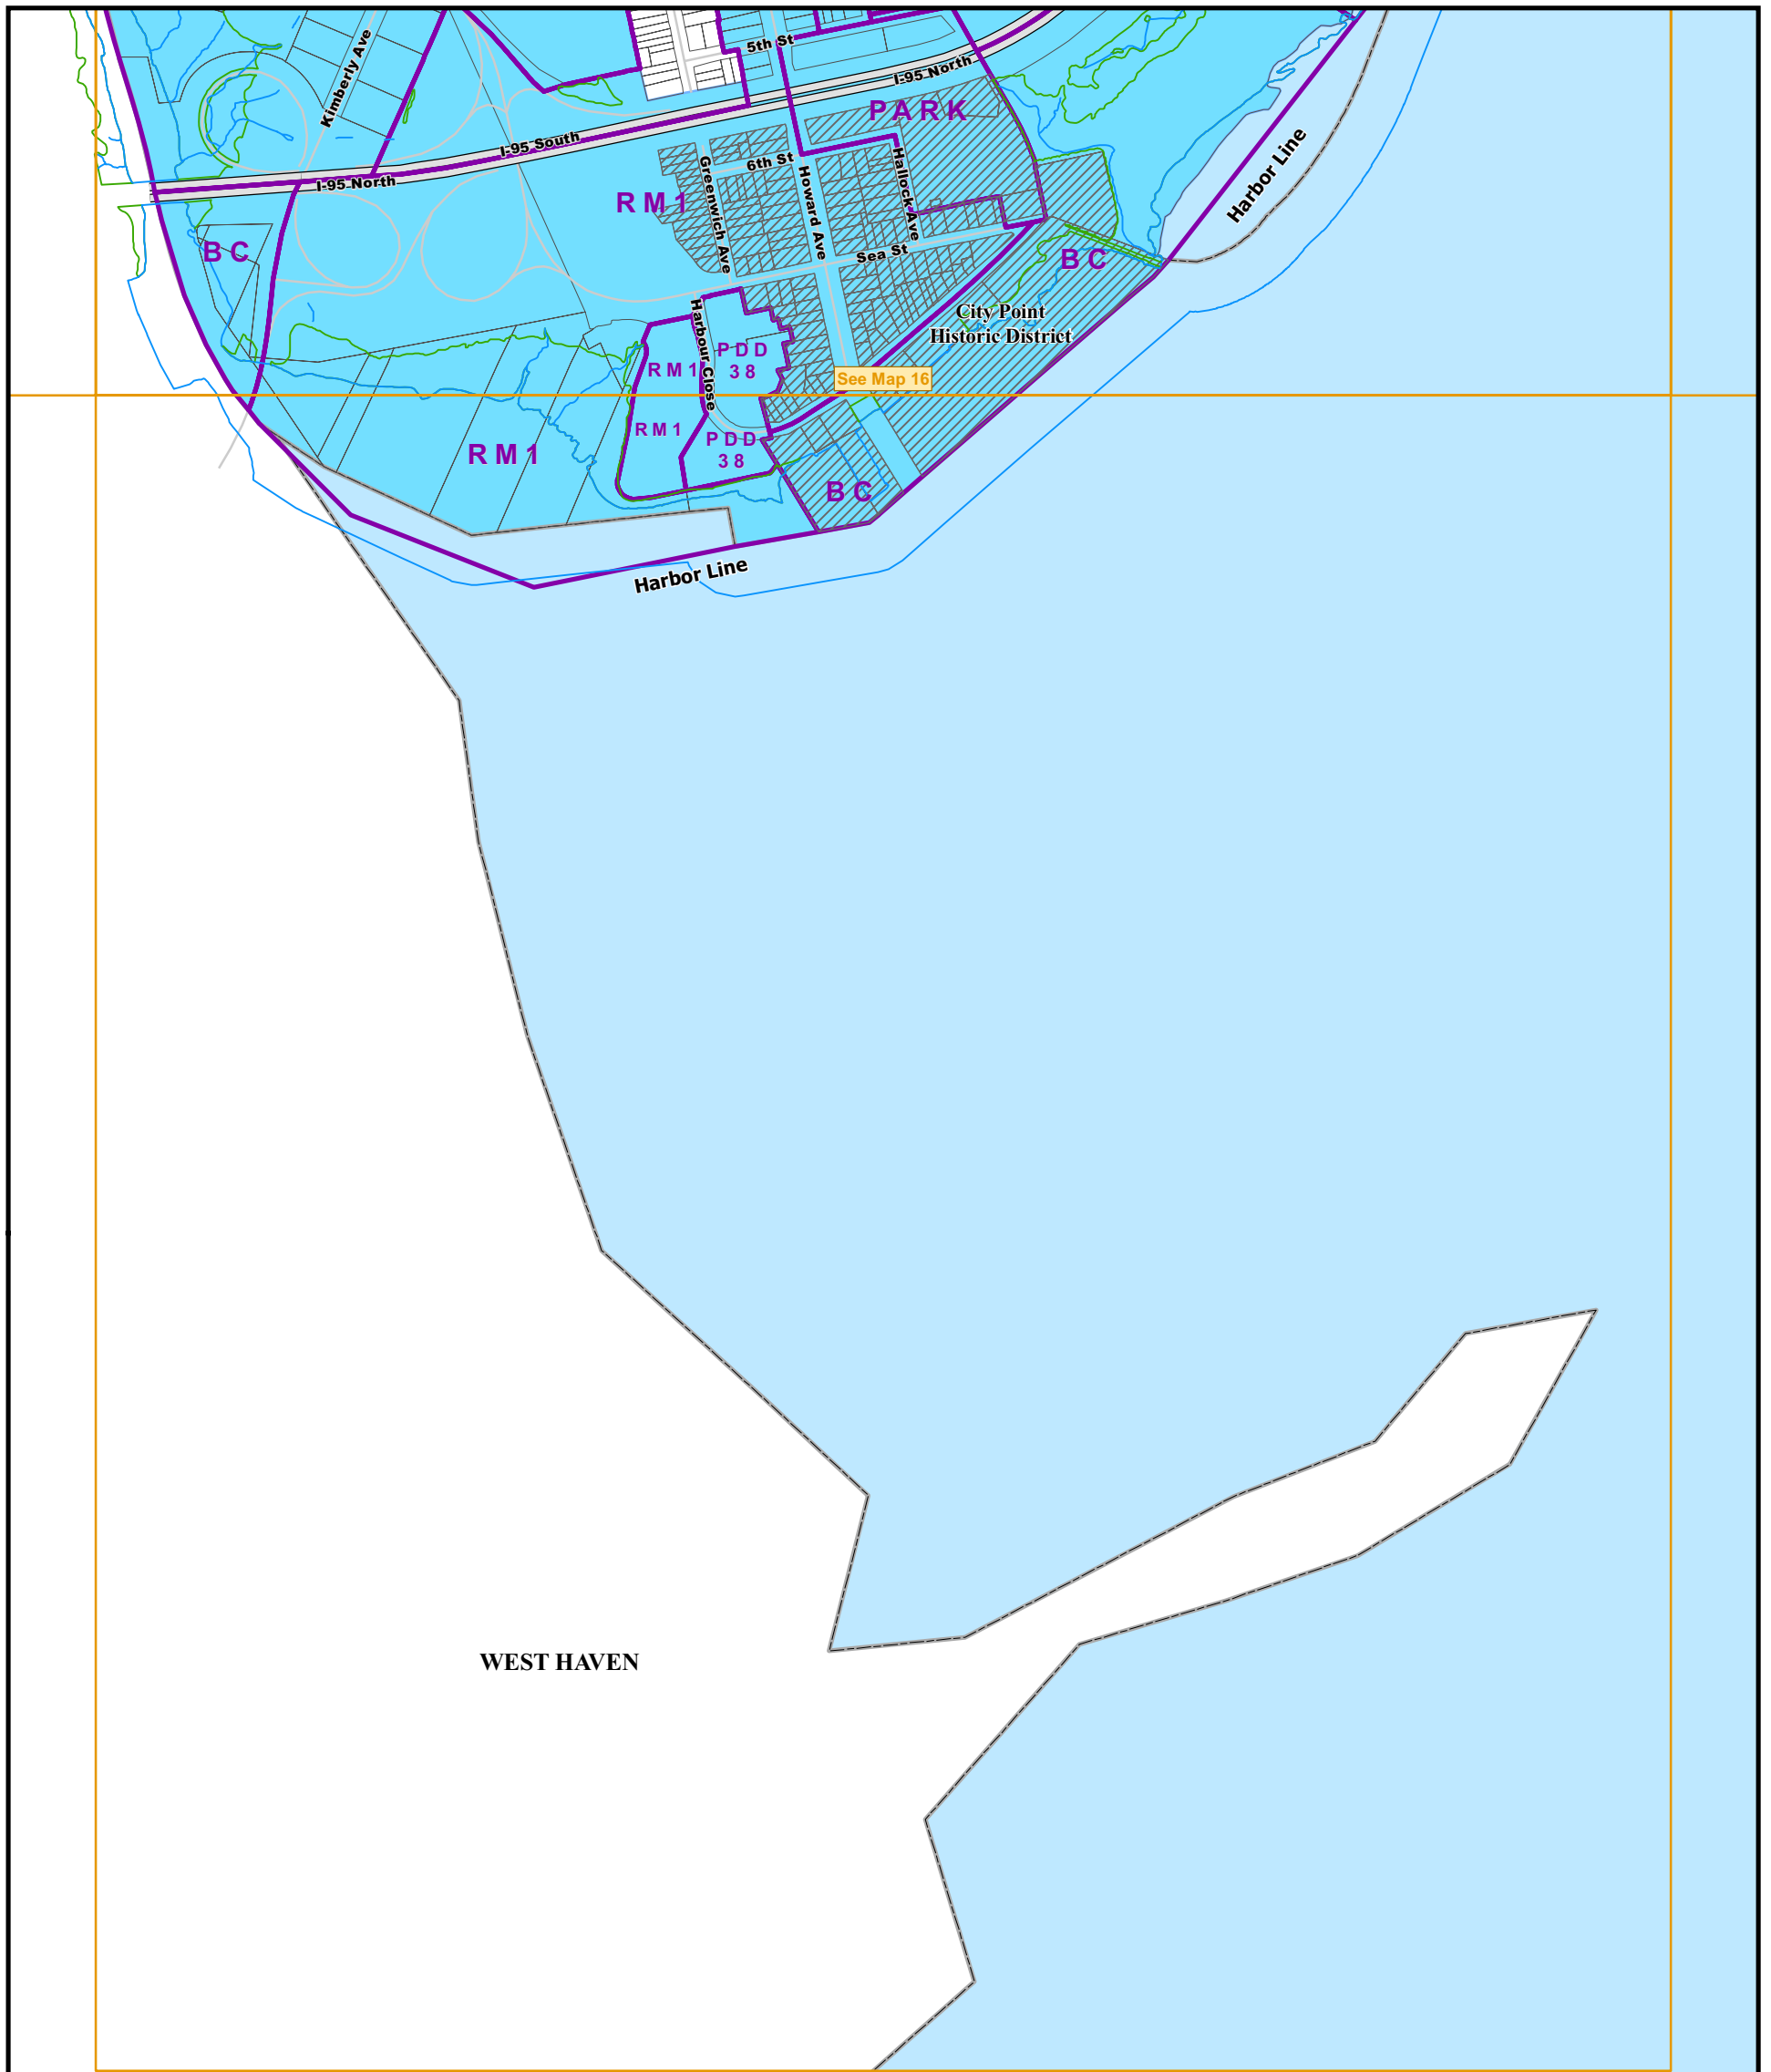 5th St
Kimberly Ave
I-95 North
PARK
I-95 South
Harbor Line
6th St
I-95 North
Greenwich Ave
Howard Ave
Hallock Ave
RM1
BC
Sea St
BC
City Point
Historic District
Harbour Close
PDD
38
RM1
See Map 16
RM1
PDD
38
RM1
BC
Harbor Line
WEST HAVEN